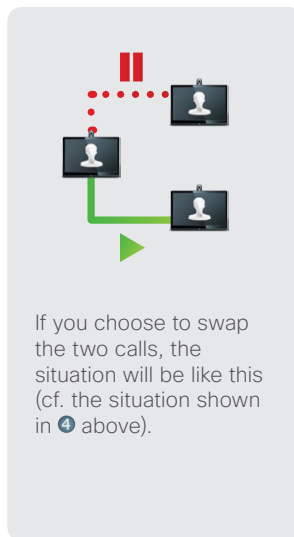 If you choose to swap
the two calls, the
situation will be like this
(cf. the situation shown
in ❹ above).